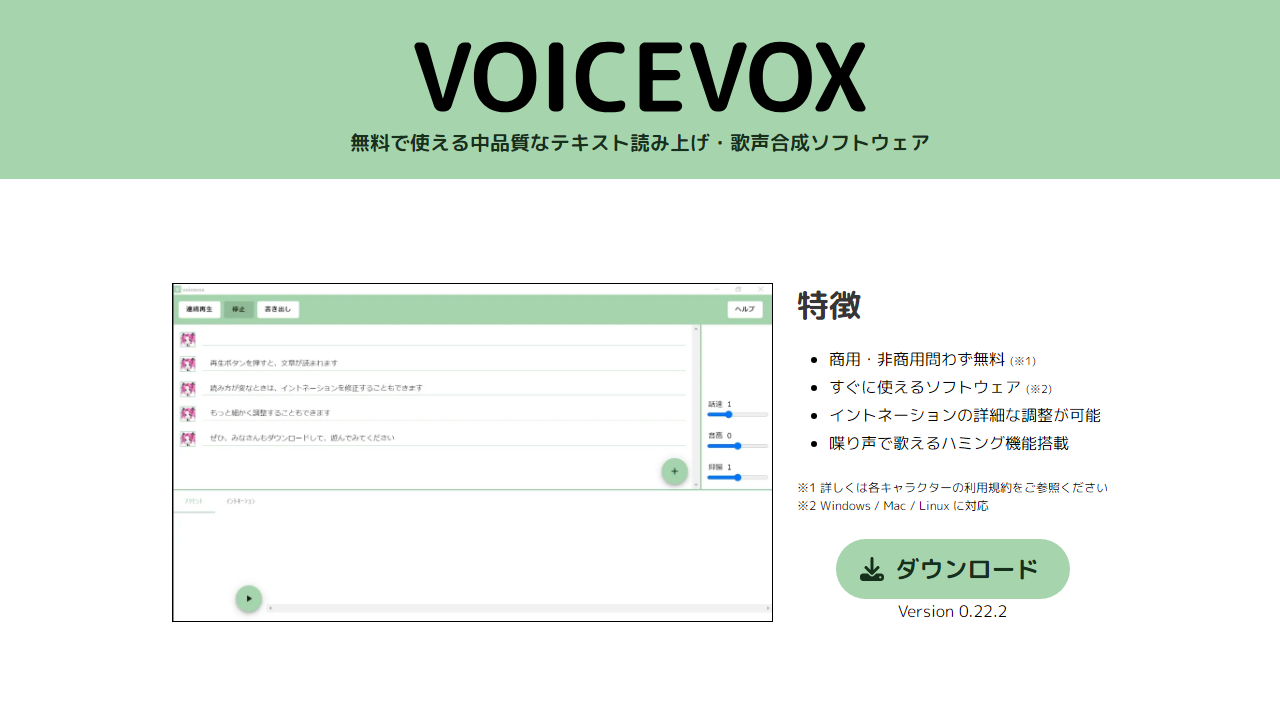 VOICEVOX
無料で使える中品質なテキスト読み上げ・歌声合成ソフトウェア
連続再生 停止 書き出し ヘルプ
再生ボタンを押すと、文章が読まれます
読み方が変なときは、イントネーションを修正することもできます
もっと細かく調整することもできます
ぜひ、みなさんもダウンロードして、遊んでみてください
話速 1
音高 0
抑揚 1
アクセント イントネーション
特徴
商用・非商用問わず無料 (※1)
すぐに使えるソフトウェア (※2)
イントネーションの詳細な調整が可能
喋り声で歌えるハミング機能搭載
※1 詳しくは各キャラクターの利用規約をご参照ください
※2 Windows / Mac / Linux に対応
ダウンロード
Version 0.22.2